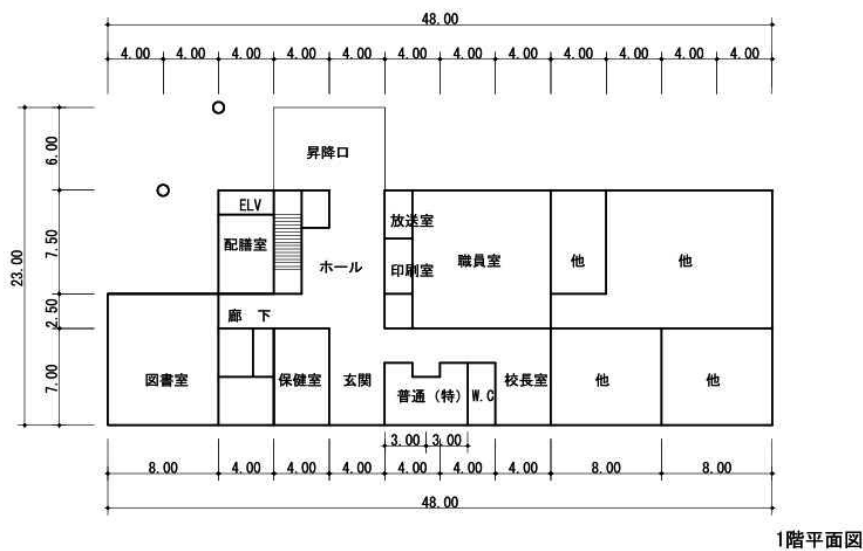 48.00
4.00 4.00 4.00 4.00 4.00 4.00 4.00 4.00 4.00 4.00 4.00 4.00
23.00
6.00
7.50
2.50
7.00
昇降口
ELV
配膳室
ホール
放送室
印刷室
職員室
他
他
廊 下
図書室
保健室
玄関
普通（特）
W.C
校長室
他
他
3.00 3.00
8.00 4.00 4.00 4.00 4.00 4.00 4.00 8.00 8.00
48.00
1階平面図